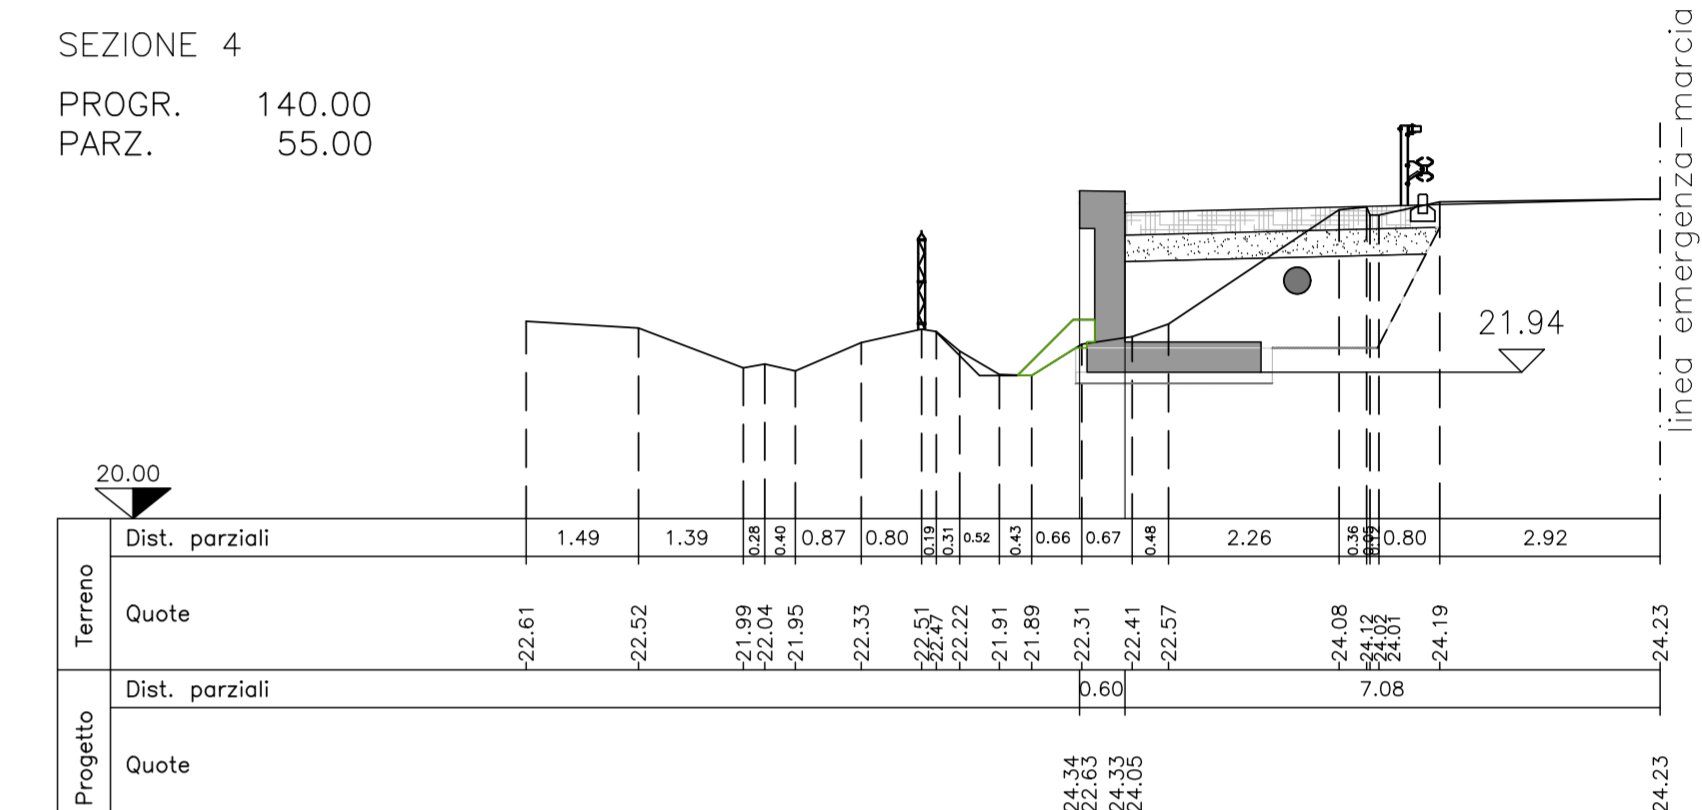 SEZIONE 4
PROGR. 140.00
PARZ. 55.00
linea emergenza-marcia
21.94
20.00
Terreno
Dist. parziali 1.49 1.39 0.28 0.40 0.87 0.80 0.19 0.31 0.52 0.43 0.66 0.67 0.48 2.26 0.36 0.80 2.92
Quote 22.61 22.52 21.99 22.04 21.95 22.33 22.51 22.47 22.22 21.91 21.89 22.31 22.41 22.57 24.08 24.12 24.02 24.01 24.19 24.23
Progetto
Dist. parziali 0.60 7.08
Quote 24.34 22.63 24.33 24.05 24.23